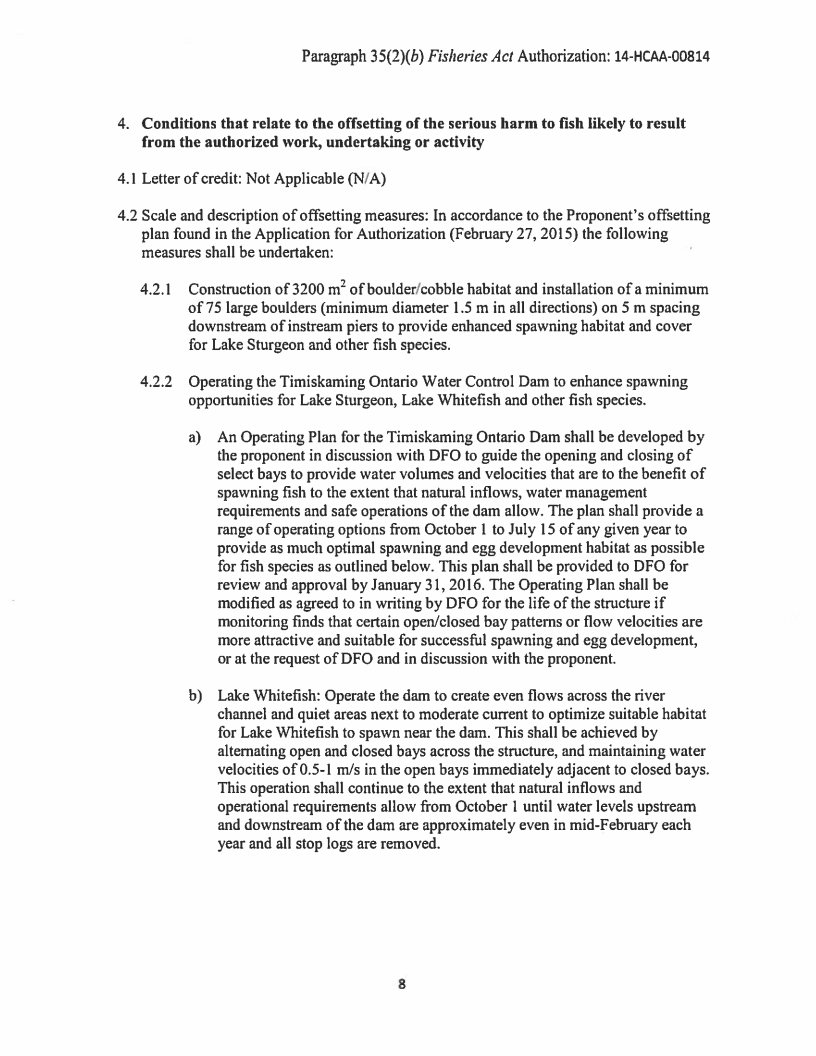 Paragraph 35(2)(b) Fisheries Act Authorization: 14-HCAA-00814
4. Conditions that relate to the offsetting of the serious harm to fish likely to result
from the authorized work, undertaking or activity
4.1 Letter of credit: Not Applicable (N/A)
4.2 Scale and description of offsetting measures: In accordance to the Proponent's offsetting
plan found in the Application for Authorization (February 27, 2015) the following
measures shall be undertaken:
4.2.1 Construction of 3200 m² of boulder/cobble habitat and installation of a minimum
of 75 large boulders (minimum diameter 1.5 m in all directions) on 5 m spacing
downstream of instream piers to provide enhanced spawning habitat and cover
for Lake Sturgeon and other fish species.
4.2.2 Operating the Timiskaming Ontario Water Control Dam to enhance spawning
opportunities for Lake Sturgeon, Lake Whitefish and other fish species.
a) An Operating Plan for the Timiskaming Ontario Dam shall be developed by
the proponent in discussion with DFO to guide the opening and closing of
select bays to provide water volumes and velocities that are to the benefit of
spawning fish to the extent that natural inflows, water management
requirements and safe operations of the dam allow. The plan shall provide a
range of operating options from October 1 to July 15 of any given year to
provide as much optimal spawning and egg development habitat as possible
for fish species as outlined below. This plan shall be provided to DFO for
review and approval by January 31, 2016. The Operating Plan shall be
modified as agreed to in writing by DFO for the life of the structure if
monitoring finds that certain open/closed bay patterns or flow velocities are
more attractive and suitable for successful spawning and egg development,
or at the request of DFO and in discussion with the proponent.
b) Lake Whitefish: Operate the dam to create even flows across the river
channel and quiet areas next to moderate current to optimize suitable habitat
for Lake Whitefish to spawn near the dam. This shall be achieved by
alternating open and closed bays across the structure, and maintaining water
velocities of 0.5-1 m/s in the open bays immediately adjacent to closed bays.
This operation shall continue to the extent that natural inflows and
operational requirements allow from October 1 until water levels upstream
and downstream of the dam are approximately even in mid-February each
year and all stop logs are removed.
8